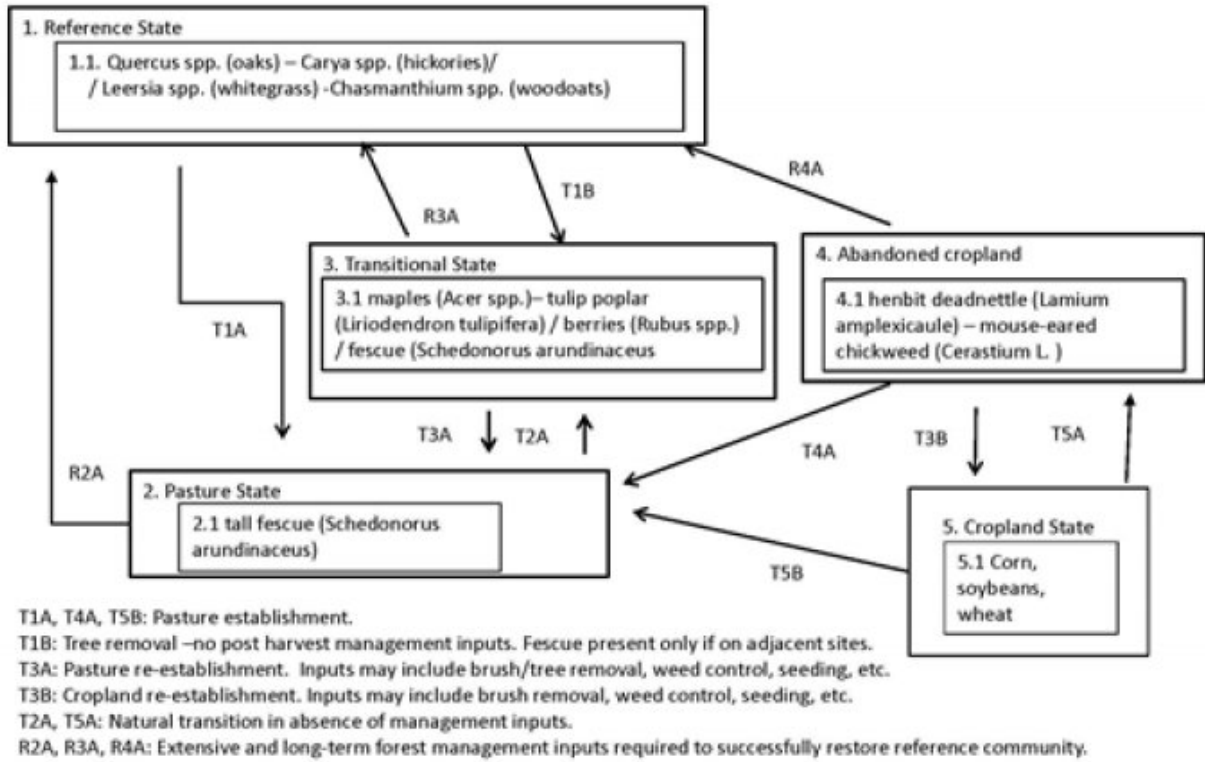 1. Reference State
1.1. Quercus spp. (oaks) – Carya spp. (hickories)/
/ Leersia spp. (whitegrass) -Chasmanthium spp. (woodoats)
R4A
R3A
T1B
3. Transitional State
3.1 maples (Acer spp.)– tulip poplar
(Liriodendron tulipifera) / berries (Rubus spp.)
/ fescue (Schedonorus arundinaceus
4. Abandoned cropland
4.1 henbit deadnettle (Lamium
amplexicaule) – mouse-eared
chickweed (Cerastium L. )
T1A
T3A
T2A
T4A
T3B
T5A
R2A
2. Pasture State
2.1 tall fescue (Schedonorus
arundinaceus)
5. Cropland State
5.1 Corn,
soybeans,
wheat
T5B
T1A, T4A, T5B: Pasture establishment.
T1B: Tree removal –no post harvest management inputs. Fescue present only if on adjacent sites.
T3A: Pasture re-establishment. Inputs may include brush/tree removal, weed control, seeding, etc.
T3B: Cropland re-establishment. Inputs may include brush removal, weed control, seeding, etc.
T2A, T5A: Natural transition in absence of management inputs.
R2A, R3A, R4A: Extensive and long-term forest management inputs required to successfully restore reference community.